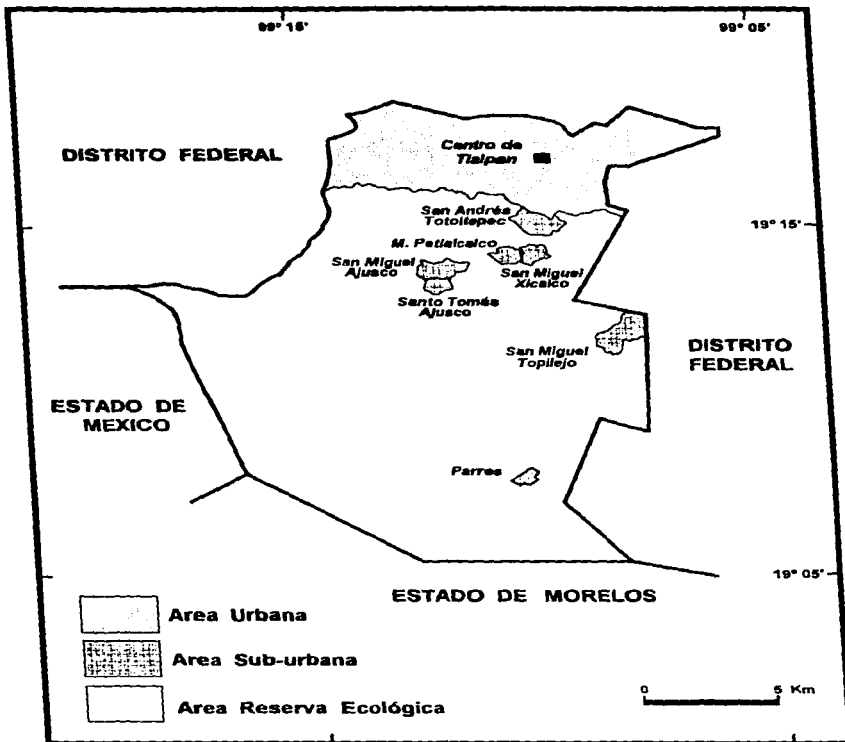 99° 15'
99° 05'
DISTRITO FEDERAL
Centro de
Tlalpan
San Andrés
Totoltepec
19° 15'
M. Petlalcalco
San Miguel
Ajusco
San Miguel
Xicalco
Santo Tomás
Ajusco
San Miguel
Topilejo
DISTRITO
FEDERAL
ESTADO DE
MEXICO
Parres
19° 05'
ESTADO DE MORELOS
Area Urbana
Area Sub-urbana
Area Reserva Ecológica
0 5 Km